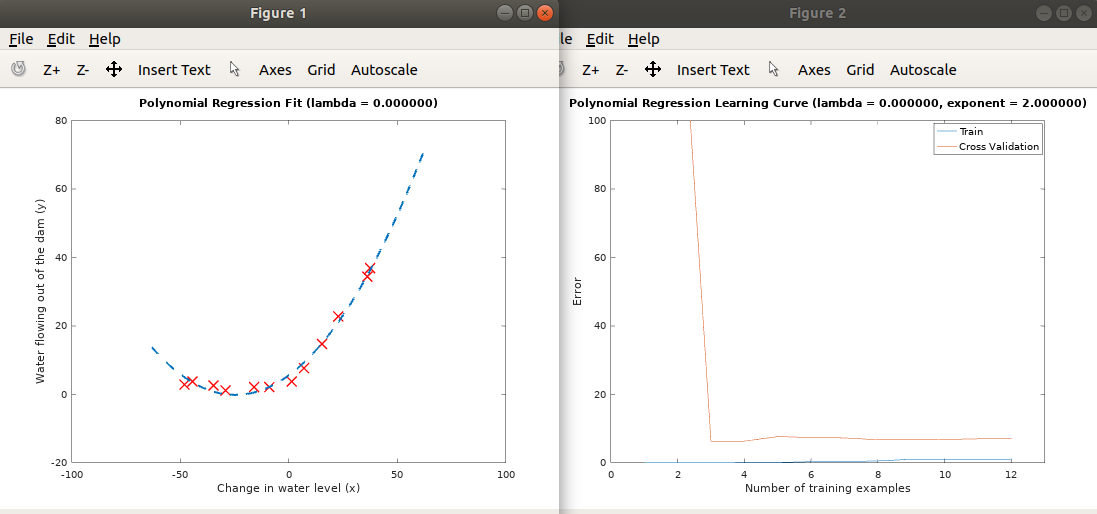 Figure 1
File Edit Help
Z+ Z- Insert Text Axes Grid Autoscale
Polynomial Regression Fit (lambda = 0.000000)
80
60
40
20
0
-20
Water flowing out of the dam (y)
-100 -50 0 50 100
Change in water level (x)
Figure 2
le Edit Help
Z+ Z- Insert Text Axes Grid Autoscale
Polynomial Regression Learning Curve (lambda = 0.000000, exponent = 2.000000)
Train
Cross Validation
100
80
60
40
20
0
Error
0 2 4 6 8 10 12
Number of training examples